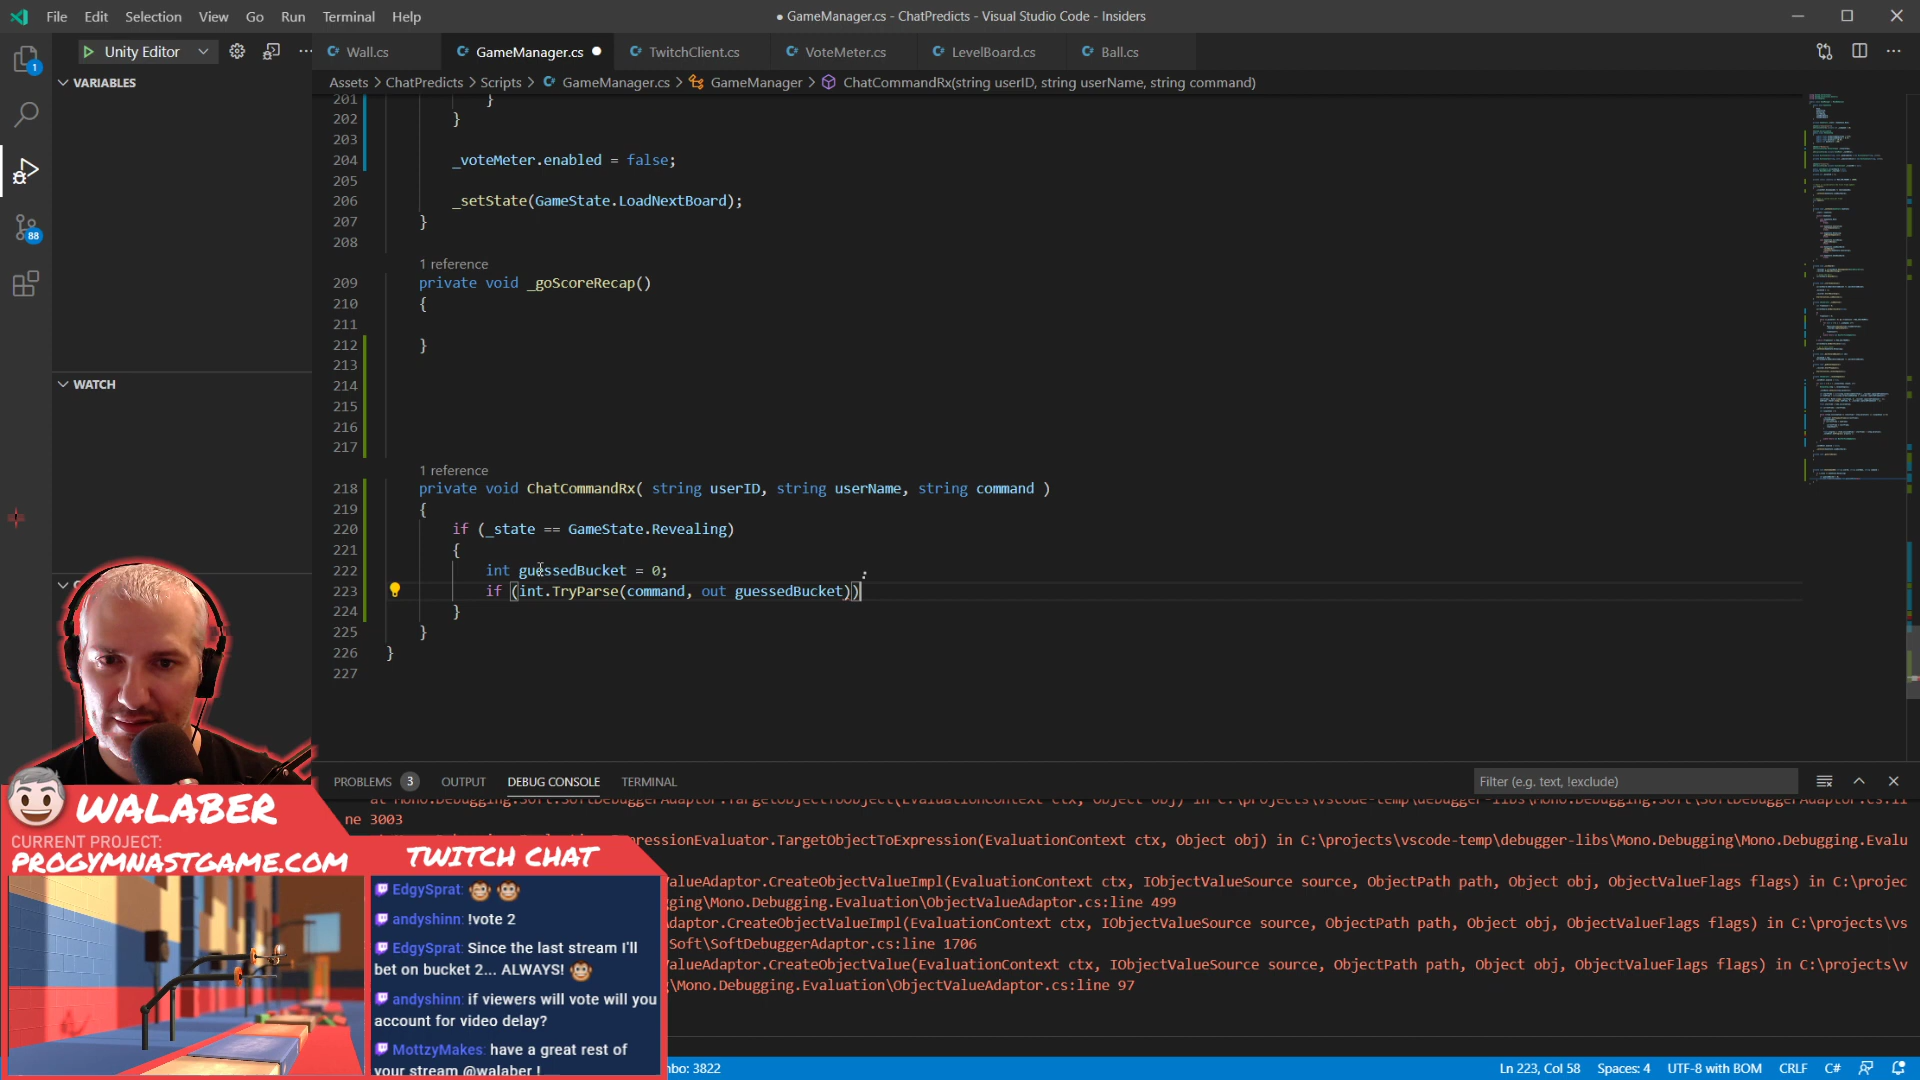 File Edit Selection View Go Run Terminal Help
● GameManager.cs - ChatPredicts - Visual Studio Code - Insiders
Unity Editor
Wall.cs
GameManager.cs
TwitchClient.cs
VoteMeter.cs
LevelBoard.cs
Ball.cs
Assets > ChatPredicts > Scripts > GameManager.cs > GameManager > ChatCommandRx(string userID, string userName, string command)
VARIABLES
WATCH
1
88
201 }
202 }
203
204 _voteMeter.enabled = false;
205
206 _setState(GameState.LoadNextBoard);
207 }
208
1 reference
209 private void _goScoreRecap()
210 {
211
212 }
213
214
215
216
217
1 reference
218 private void ChatCommandRx( string userID, string userName, string command )
219 {
220 if (_state == GameState.Revealing)
221 {
222 int guessedBucket = 0;
223 if (int.TryParse(command, out guessedBucket))
224 }
225 }
226 }
227
PROBLEMS 3 OUTPUT DEBUG CONSOLE TERMINAL
Filter (e.g. text, !exclude)
ne 3003
ressionEvaluator.TargetObjectToExpression(EvaluationContext ctx, Object obj) in C:\projects\vscode-temp\debugger-libs\Mono.Debugging\Mono.Debugging.Evalu
alueAdaptor.CreateObjectValueImpl(EvaluationContext ctx, IObjectValueSource source, ObjectPath path, Object obj, ObjectValueFlags flags) in C:\projec
ging\Mono.Debugging.Evaluation\ObjectValueAdaptor.cs:line 499
Adaptor.CreateObjectValueImpl(EvaluationContext ctx, IObjectValueSource source, ObjectPath path, Object obj, ObjectValueFlags flags) in C:\projects\vs
Soft\SoftDebuggerAdaptor.cs:line 1706
alueAdaptor.CreateObjectValue(EvaluationContext ctx, IObjectValueSource source, ObjectPath path, Object obj, ObjectValueFlags flags) in C:\projects\v
g\Mono.Debugging.Evaluation\ObjectValueAdaptor.cs:line 97
WALABER
CURRENT PROJECT:
PROGYMNASTGAME.COM
TWITCH CHAT
EdgySprat:
andyshinn: !vote 2
EdgySprat: Since the last stream I'll
bet on bucket 2... ALWAYS!
andyshinn: if viewers will vote will you
account for video delay?
MottzyMakes: have a great rest of
your stream @walaber !
mbo: 3822
Ln 223, Col 58 Spaces: 4 UTF-8 with BOM CRLF C#